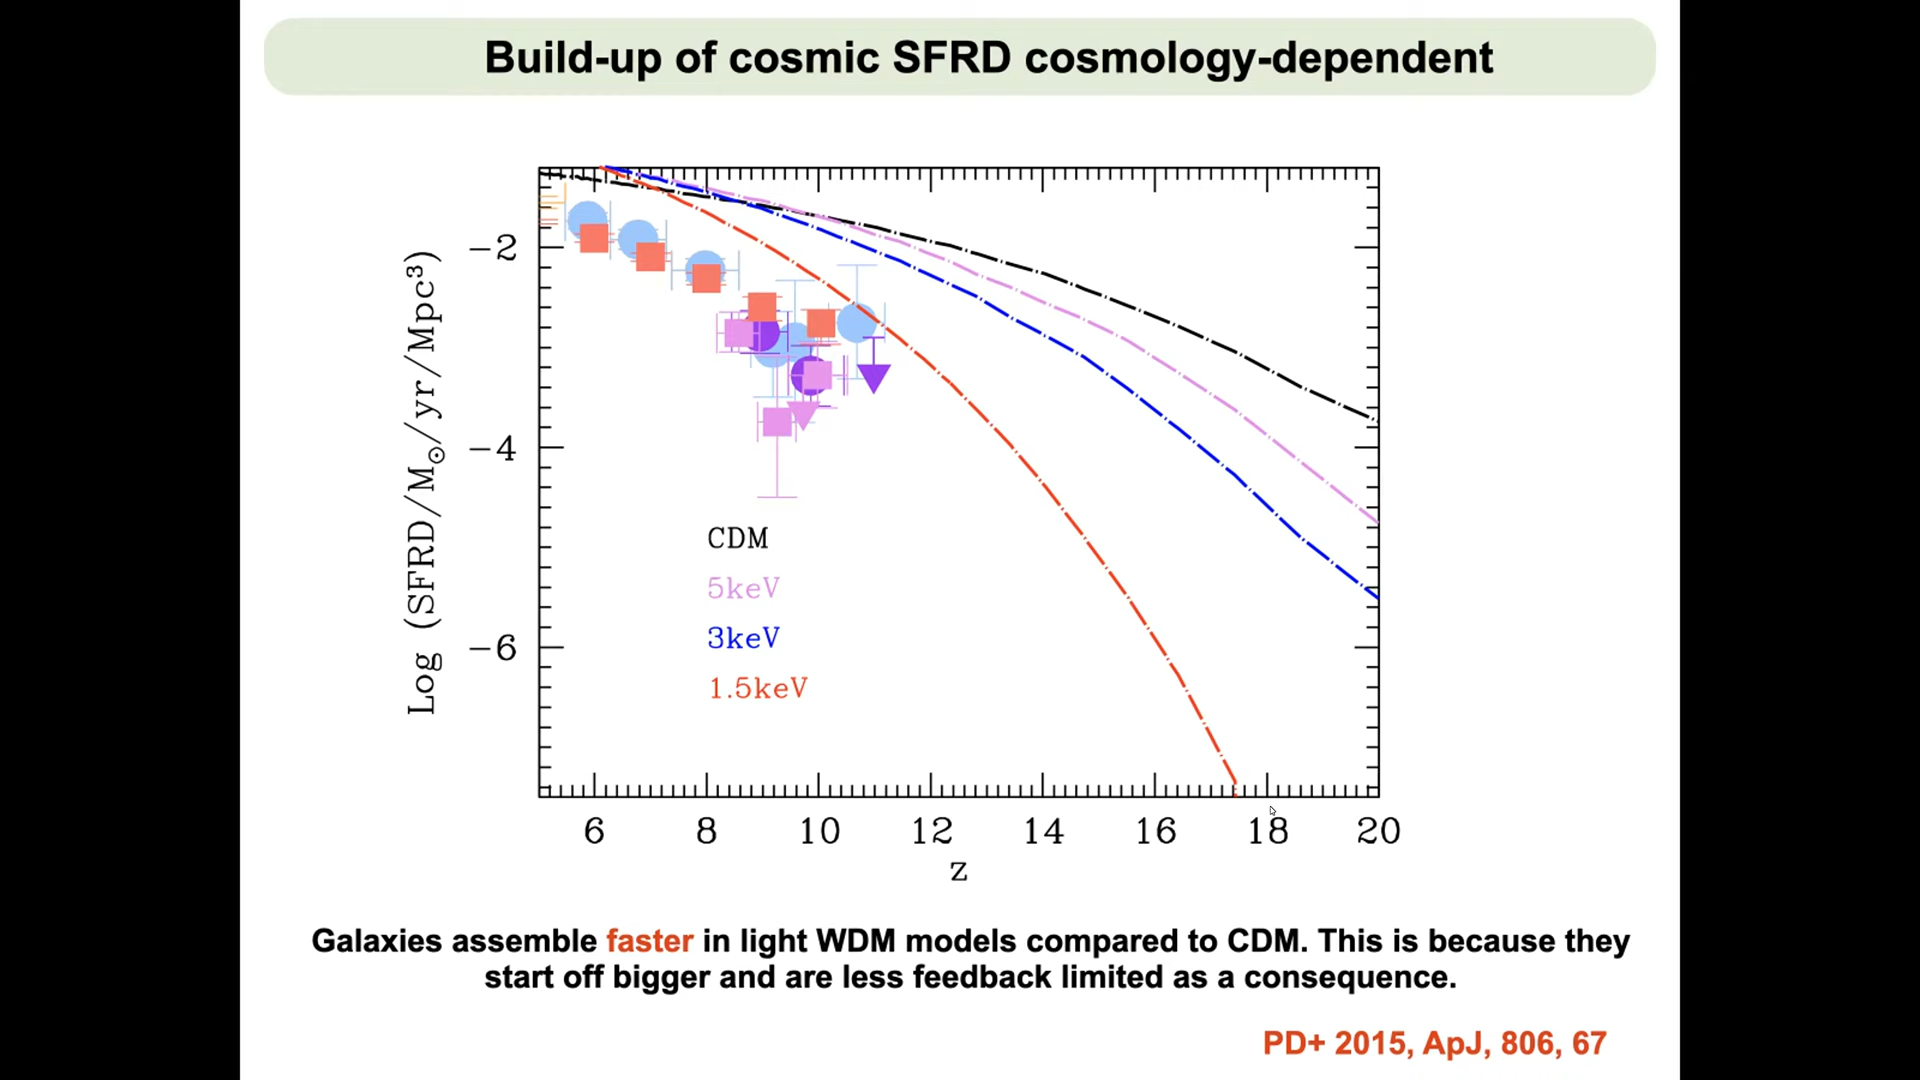 Build-up of cosmic SFRD cosmology-dependent
Log (SFRD/M⊙/yr/Mpc³)
−2
−4
−6
CDM
5keV
3keV
1.5keV
6 8 10 12 14 16 18 20
z
Galaxies assemble faster in light WDM models compared to CDM. This is because they
start off bigger and are less feedback limited as a consequence.
PD+ 2015, ApJ, 806, 67